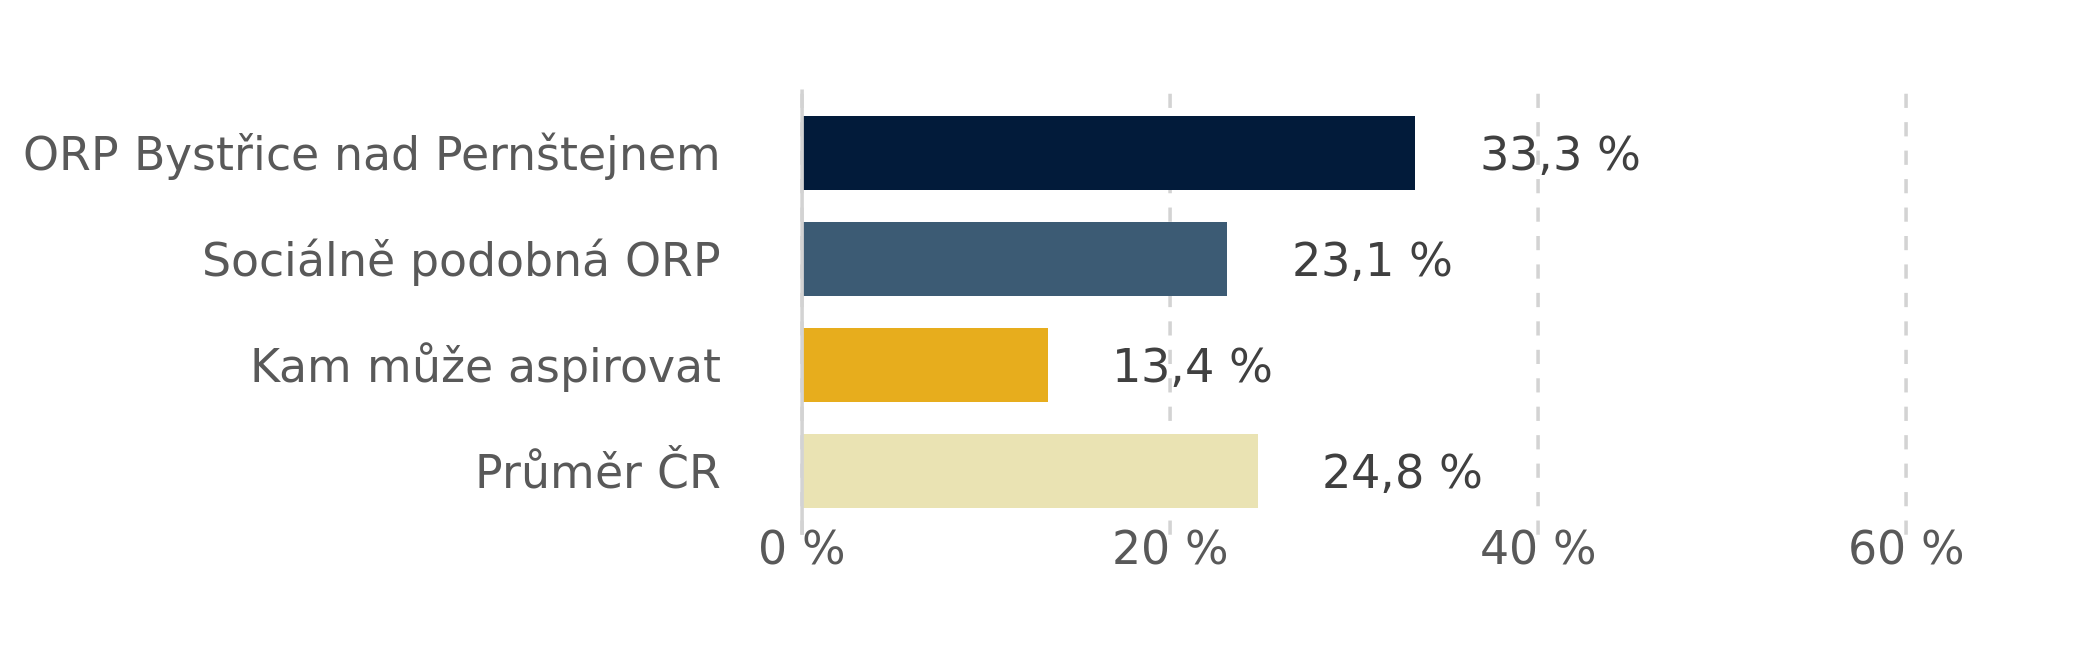 ORP Bystřice nad Pernštejnem 33,3 %
Sociálně podobná ORP 23,1 %
Kam může aspirovat 13,4 %
Průměr ČR 24,8 %
0 % 20 % 40 % 60 %